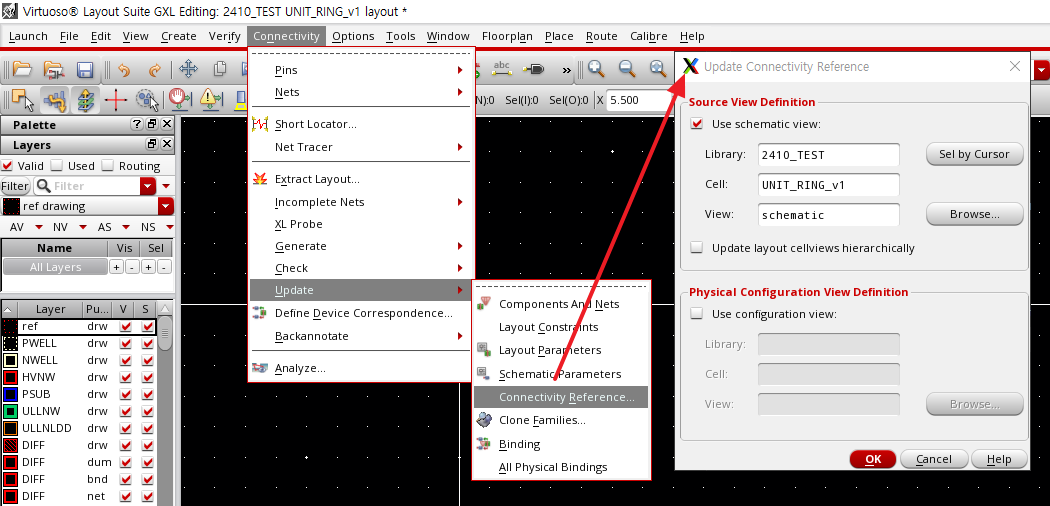 Virtuoso® Layout Suite GXL Editing: 2410_TEST UNIT_RING_v1 layout *
Launch File Edit View Create Verify Connectivity Options Tools Window Floorplan Place Route Calibre Help
abc
»
N):0 Sel(I):0 Sel(O):0 X 5.500
Palette
Layers
Valid Used Routing
Filter Filter
ref drawing
AV NV AS NS
Name Vis Sel
All Layers + - + -
Layer Pu... V S
ref drw
PWELL drw
NWELL drw
HVNW drw
PSUB drw
ULLNW drw
ULLNLDD drw
DIFF drw
DIFF dum
DIFF bnd
DIFF net
Pins
Nets
Short Locator...
Net Tracer
Extract Layout...
Incomplete Nets
XL Probe
Generate
Check
Update
Define Device Correspondence...
Backannotate
Analyze...
Components And Nets
Layout Constraints
Layout Parameters
Schematic Parameters
Connectivity Reference...
Clone Families...
Binding
All Physical Bindings
Update Connectivity Reference
Source View Definition
Use schematic view:
Library: 2410_TEST Sel by Cursor
Cell: UNIT_RING_v1
View: schematic Browse...
Update layout cellviews hierarchically
Physical Configuration View Definition
Use configuration view:
Library:
Cell:
View: Browse...
OK Cancel Help